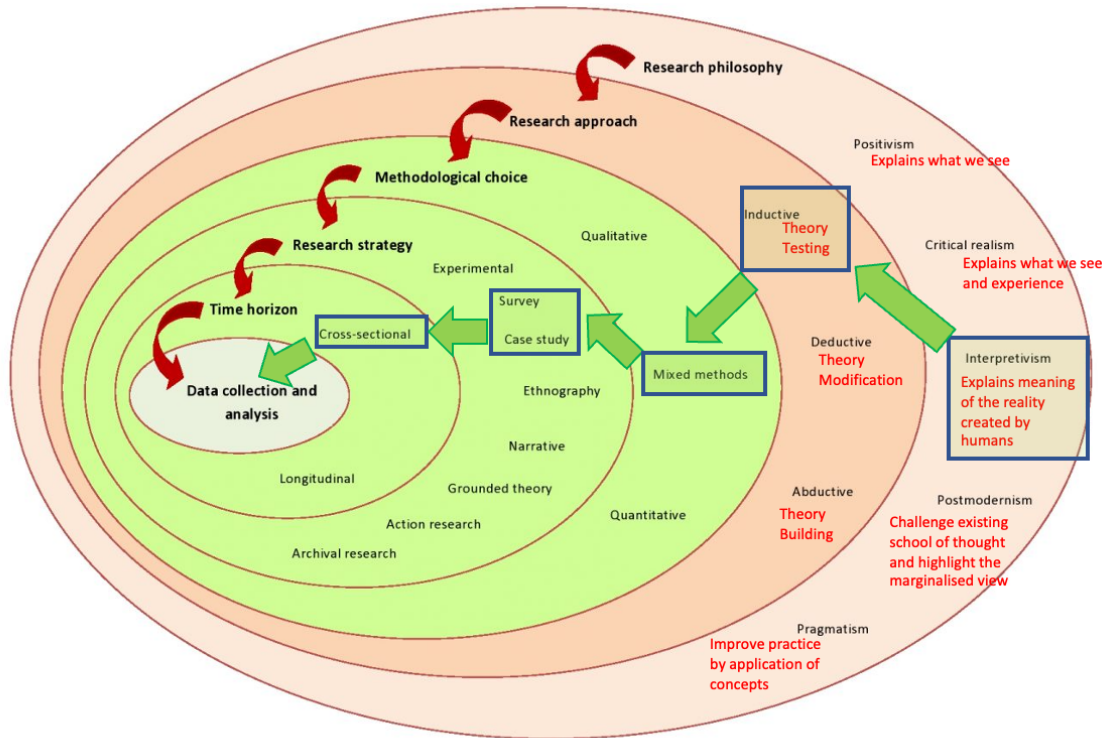 Research philosophy
Research approach
Methodological choice
Research strategy
Time horizon
Data collection and
analysis
Positivism
Explains what we see
Critical realism
Explains what we see
and experience
Interpretivism
Explains meaning
of the reality
created by
humans
Postmodernism
Challenge existing
school of thought
and highlight the
marginalised view
Pragmatism
Improve practice
by application of
concepts
Inductive
Theory
Testing
Deductive
Theory
Modification
Abductive
Theory
Building
Qualitative
Mixed methods
Quantitative
Experimental
Survey
Case study
Ethnography
Narrative
Grounded theory
Action research
Archival research
Cross-sectional
Longitudinal